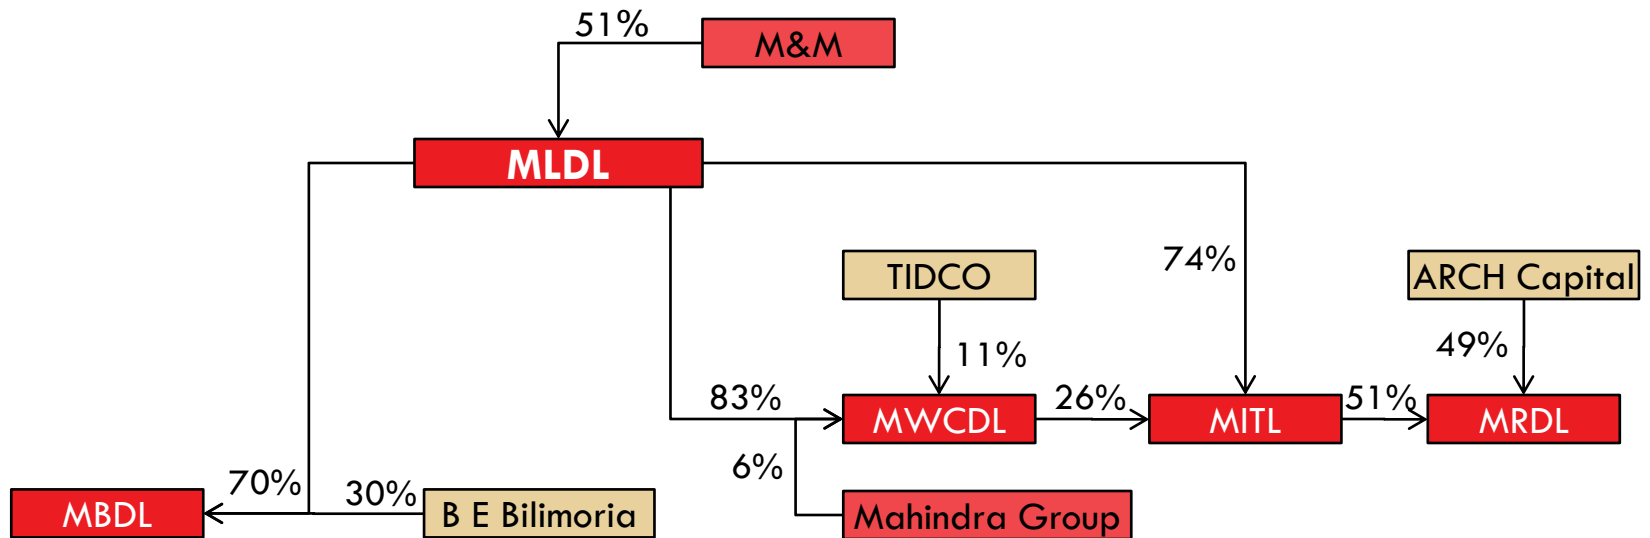 51%
M&M
MLDL
TIDCO
74%
ARCH Capital
11%
49%
83%
MWCDL
26%
MITL
51%
MRDL
6%
70%
30%
MBDL
B E Bilimoria
Mahindra Group